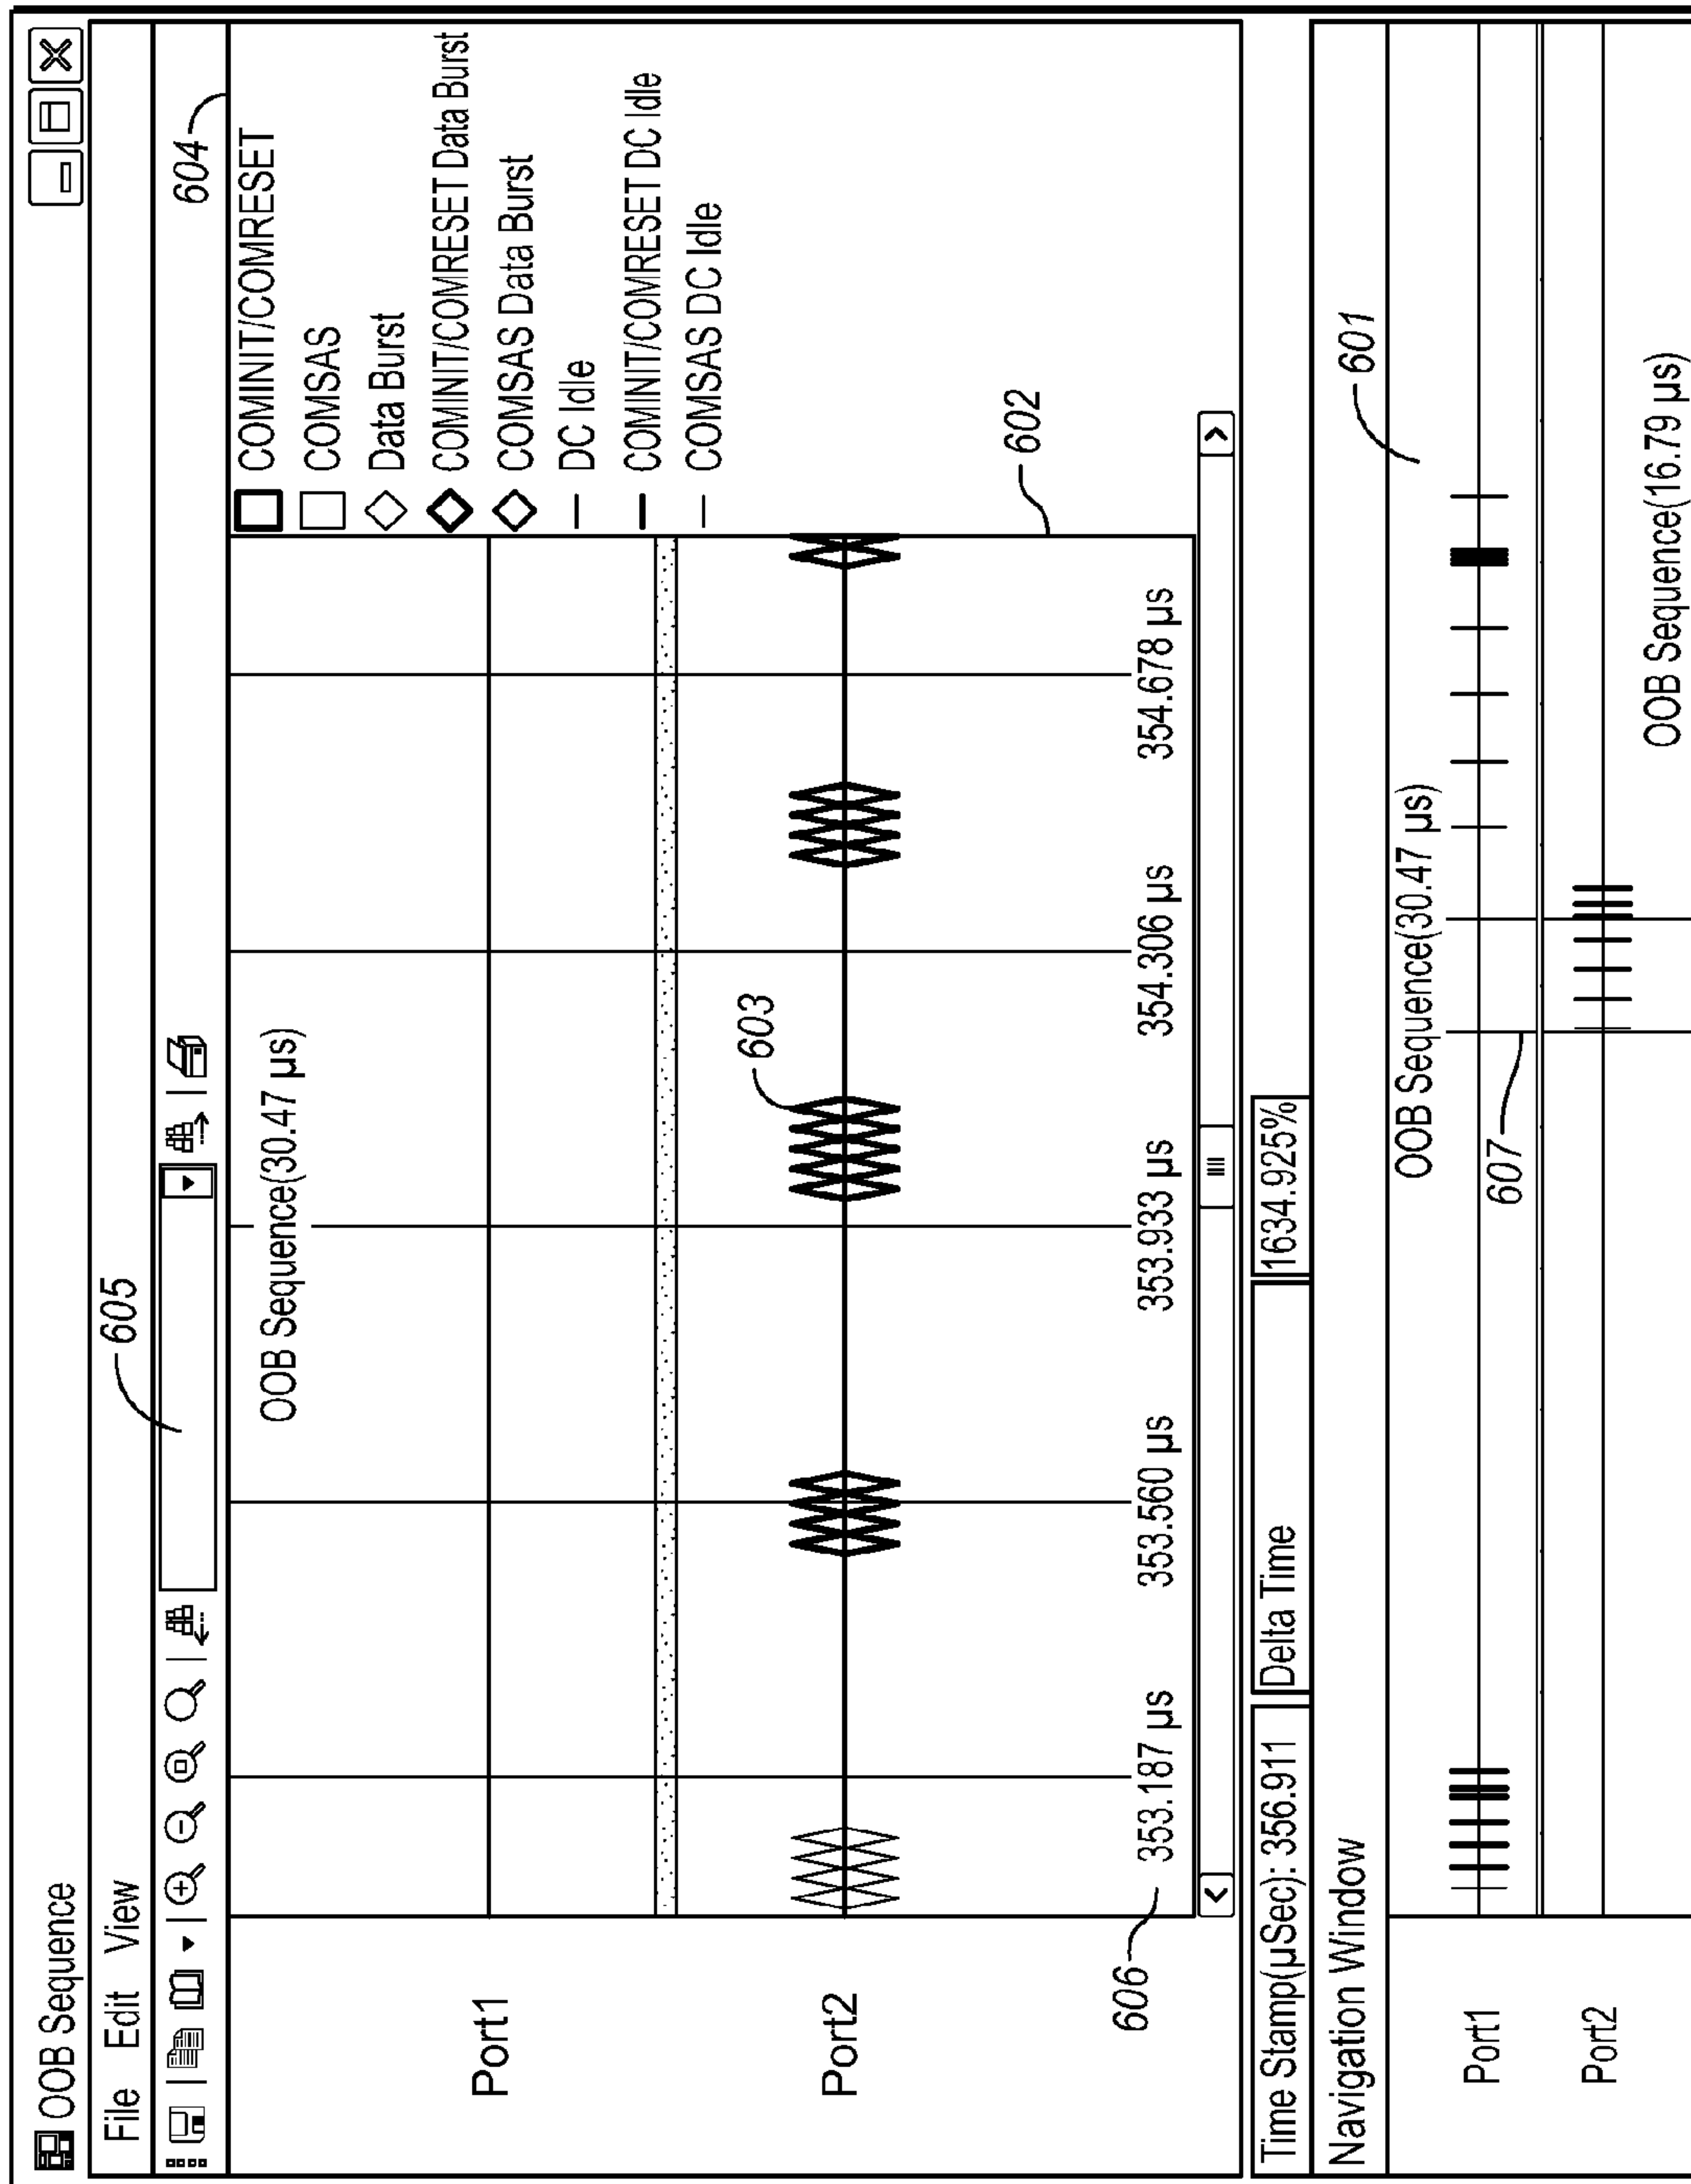 OOB Sequence
File Edit View
605
604
OOB Sequence(30.47 µs)
COMINIT/COMRESET
COMSAS
Data Burst
COMINIT/COMRESET Data Burst
COMSAS Data Burst
DC Idle
COMINIT/COMRESET DC Idle
COMSAS DC Idle
Port1
603
Port2
602
606
353.187 µs 353.560 µs 353.933 µs 354.306 µs 354.678 µs
Time Stamp(µSec): 356.911 Delta Time 1634.925%
Navigation Window
601
OOB Sequence(30.47 µs)
Port1
607
Port2
OOB Sequence(16.79 µs)